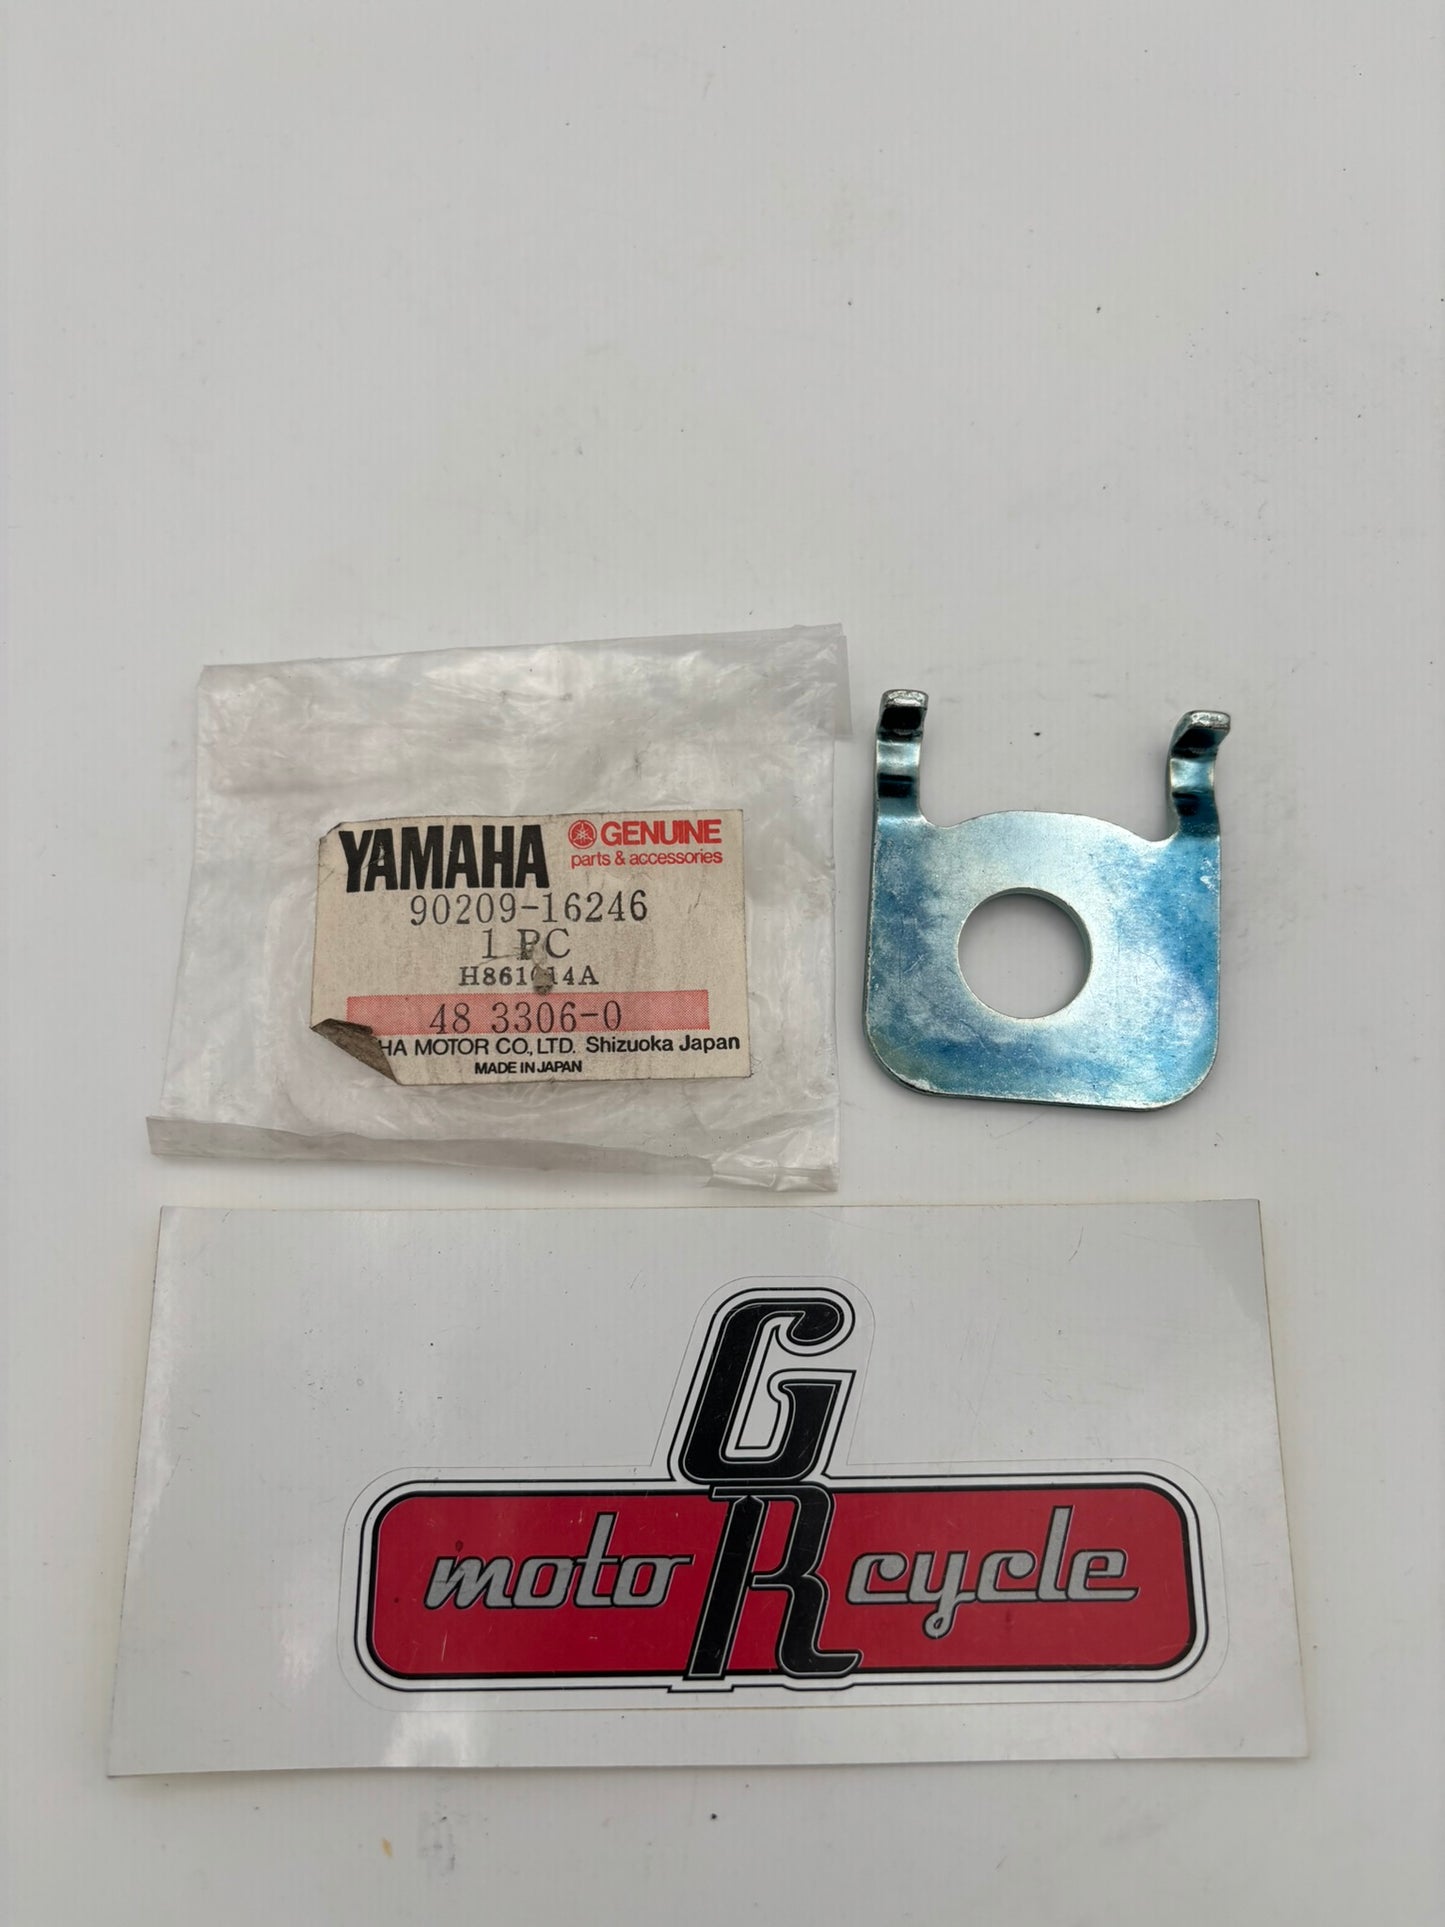 YAMAHA GENUINE
parts & accessories
90209-16246
1 PC
48 3306-0
HA MOTOR CO., LTD. Shizuoka Japan
MADE IN JAPAN
GR
moto cycle